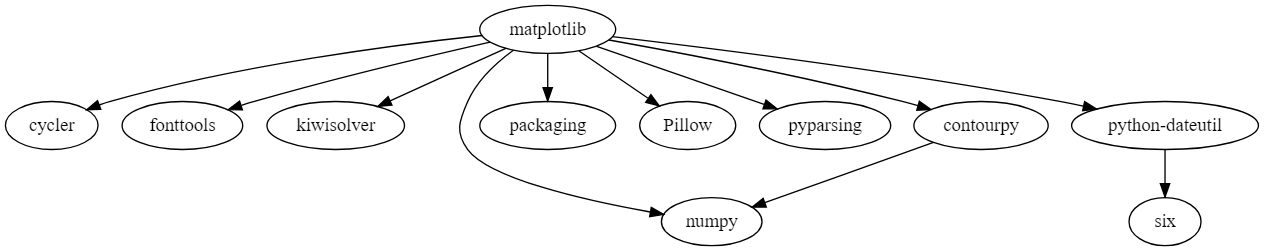 matplotlib
cycler
fonttools
kiwisolver
packaging
Pillow
pyparsing
contourpy
python-dateutil
numpy
six